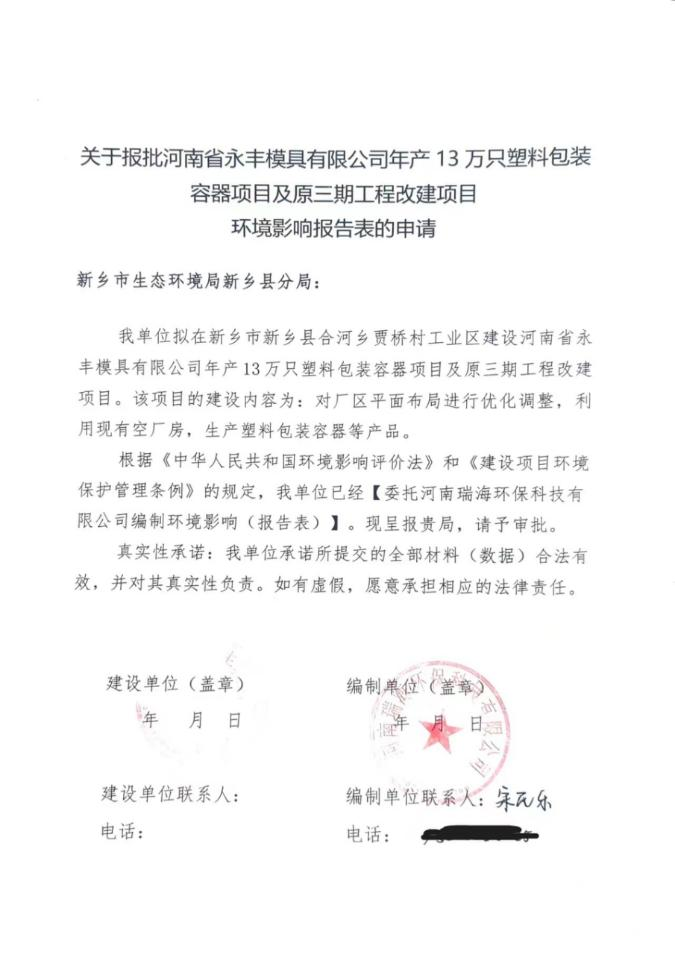 关于报批河南省永丰模具有限公司年产 13 万只塑料包装
容器项目及原三期工程改建项目
环境影响报告表的申请
新乡市生态环境局新乡县分局：
我单位拟在新乡市新乡县合河乡贾桥村工业区建设河南省永
丰模具有限公司年产 13 万只塑料包装容器项目及原三期工程改建
项目。该项目的建设内容为：对厂区平面布局进行优化调整，利
用现有空厂房，生产塑料包装容器等产品。
根据《中华人民共和国环境影响评价法》和《建设项目环境
保护管理条例》的规定，我单位已经【委托河南瑞海环保科技有
限公司编制环境影响（报告表）】。现呈报贵局，请予审批。
真实性承诺：我单位承诺所提交的全部材料（数据）合法有
效，并对其真实性负责。如有虚假，愿意承担相应的法律责任。
建设单位（盖章）
年 月 日
编制单位（盖章）
年 月 日
河南瑞海环保科技有限公司
建设单位联系人：
电话：
编制单位联系人：
电话：